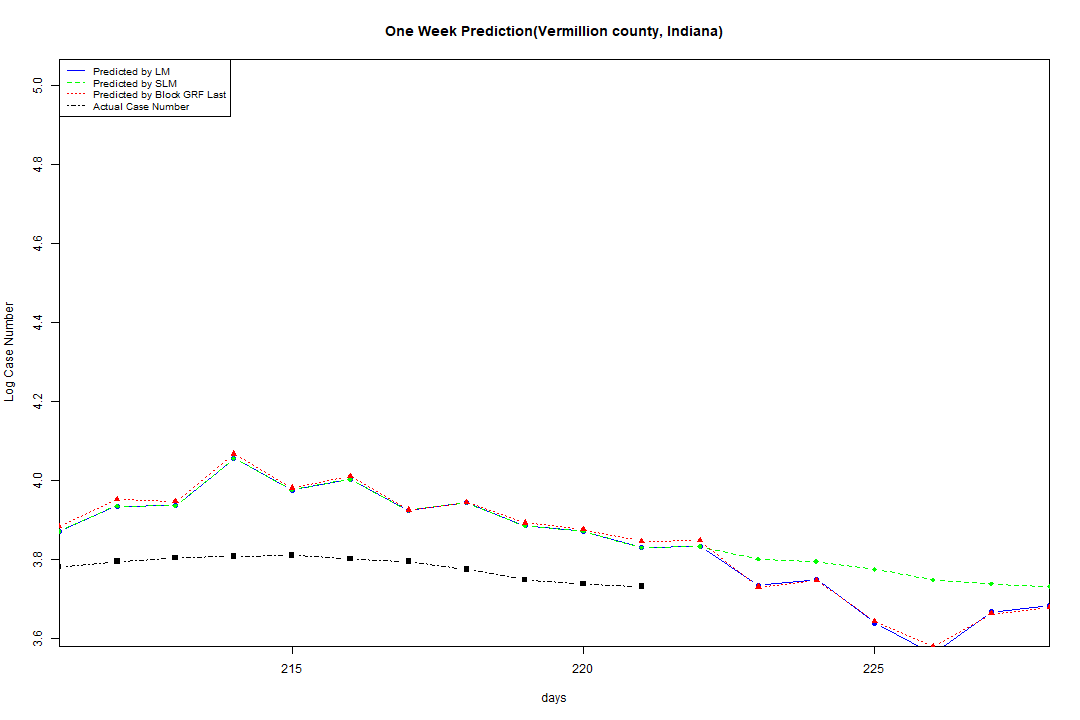 One Week Prediction(Vermillion county, Indiana)
Predicted by LM
Predicted by SLM
Predicted by Block GRF Last
Actual Case Number
5.0
4.8
4.6
4.4
4.2
4.0
3.8
3.6
Log Case Number
215
220
225
days